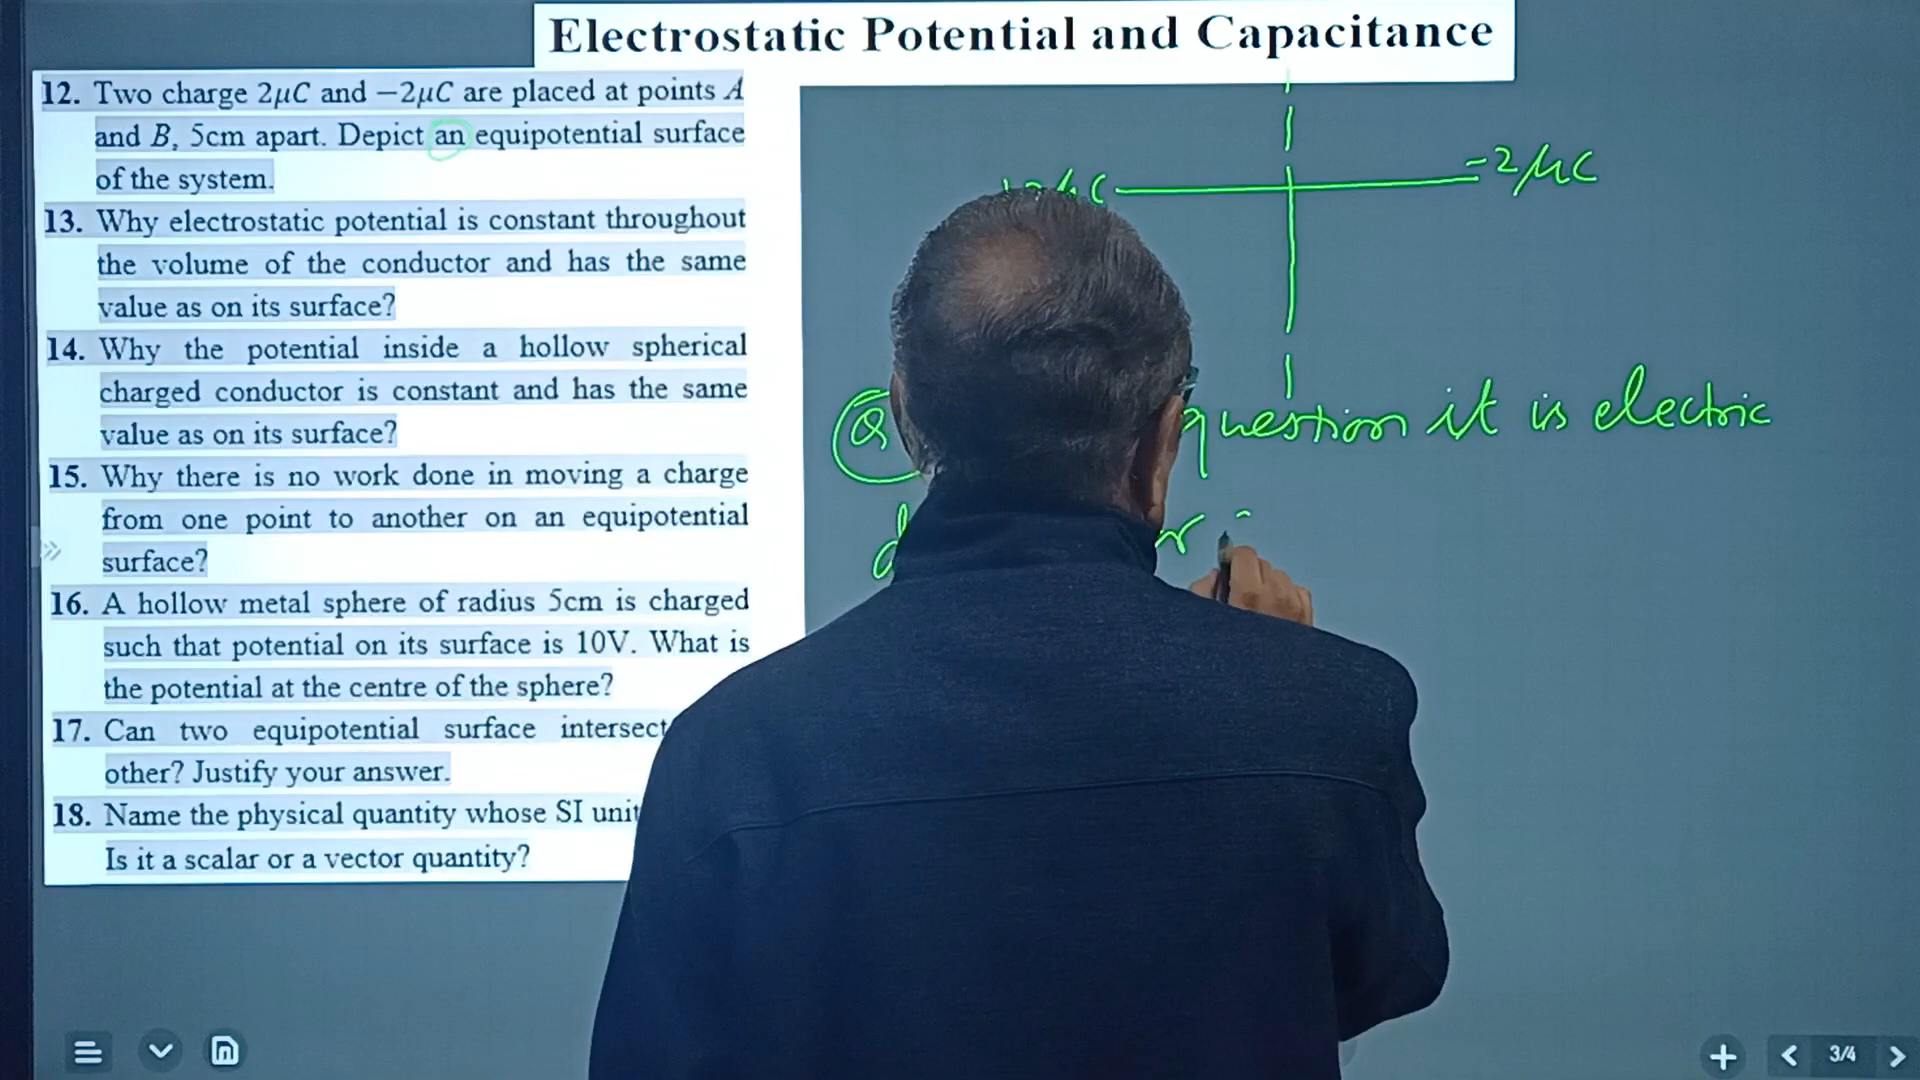 Electrostatic Potential and Capacitance
12. Two charge 2μC and −2μC are placed at points A
and B, 5cm apart. Depict an equipotential surface
of the system.
13. Why electrostatic potential is constant throughout
the volume of the conductor and has the same
value as on its surface?
14. Why the potential inside a hollow spherical
charged conductor is constant and has the same
value as on its surface?
15. Why there is no work done in moving a charge
from one point to another on an equipotential
surface?
16. A hollow metal sphere of radius 5cm is charged
such that potential on its surface is 10V. What is
the potential at the centre of the sphere?
17. Can two equipotential surface intersect
other? Justify your answer.
18. Name the physical quantity whose SI unit
Is it a scalar or a vector quantity?
-2μC
Q question it is electric
3/4